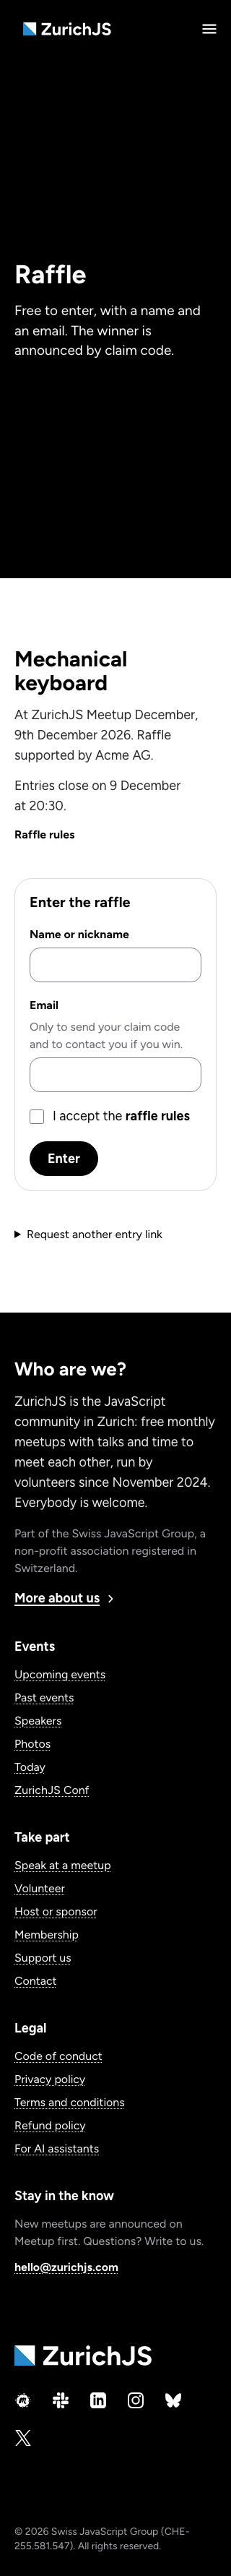 ZurichJS
Raffle
Free to enter, with a name and
an email. The winner is
announced by claim code.
Mechanical
keyboard
At ZurichJS Meetup December,
9th December 2026. Raffle
supported by Acme AG.
Entries close on 9 December
at 20:30.
Raffle rules
Enter the raffle
Name or nickname
Email
Only to send your claim code
and to contact you if you win.
I accept the raffle rules
Enter
Request another entry link
Who are we?
ZurichJS is the JavaScript
community in Zurich: free monthly
meetups with talks and time to
meet each other, run by
volunteers since November 2024.
Everybody is welcome.
Part of the Swiss JavaScript Group, a
non-profit association registered in
Switzerland.
More about us
Events
Upcoming events
Past events
Speakers
Photos
Today
ZurichJS Conf
Take part
Speak at a meetup
Volunteer
Host or sponsor
Membership
Support us
Contact
Legal
Code of conduct
Privacy policy
Terms and conditions
Refund policy
For AI assistants
Stay in the know
New meetups are announced on
Meetup first. Questions? Write to us.
hello@zurichjs.com
ZurichJS
© 2026 Swiss JavaScript Group (CHE-
255.581.547). All rights reserved.